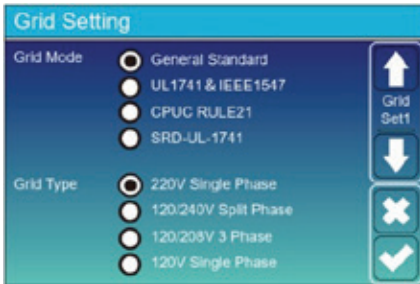 Grid Setting
Grid Mode
General Standard
UL1741 & IEEE1547
CPUC RULE21
SRD-UL-1741
Grid Type
220V Single Phase
120/240V Split Phase
120/208V 3 Phase
120V Single Phase
Grid
Set1